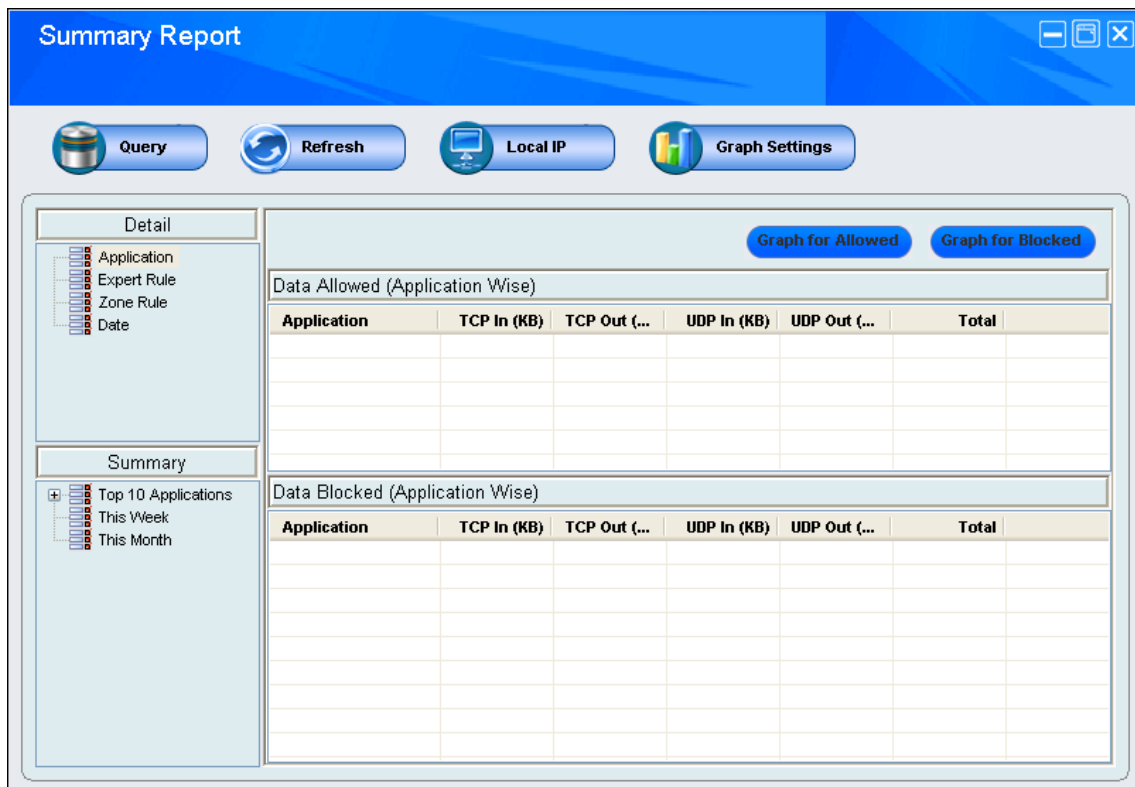 Summary Report
Query
Refresh
Local IP
Graph Settings
Detail
Application
Expert Rule
Zone Rule
Date
Summary
Top 10 Applications
This Week
This Month
Graph for Allowed
Graph for Blocked
Data Allowed (Application Wise)
Application TCP In (KB) TCP Out (... UDP In (KB) UDP Out (... Total
Data Blocked (Application Wise)
Application TCP In (KB) TCP Out (... UDP In (KB) UDP Out (... Total